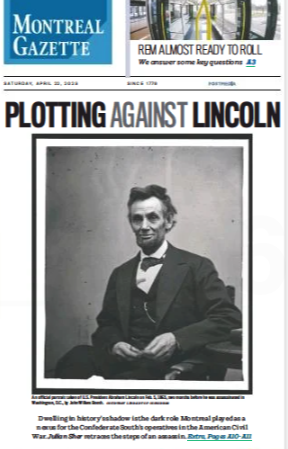 MONTREAL
GAZETTE
REM ALMOST READY TO ROLL
We answer some key questions A3
SATURDAY, APRIL 22, 2023 SINCE 1778 POSTMEDIA
PLOTTING AGAINST LINCOLN
An official portrait taken of U.S. President Abraham Lincoln on Feb. 5, 1865, two months before he was assassinated in
Washington, D.C., by John Wilkes Booth.
Dwelling in history's shadow is the dark role Montreal played as a
nexus for the Confederate South's operatives in the American Civil
War. Julian Sher retraces the steps of an assassin. Extra, Pages A10-A11